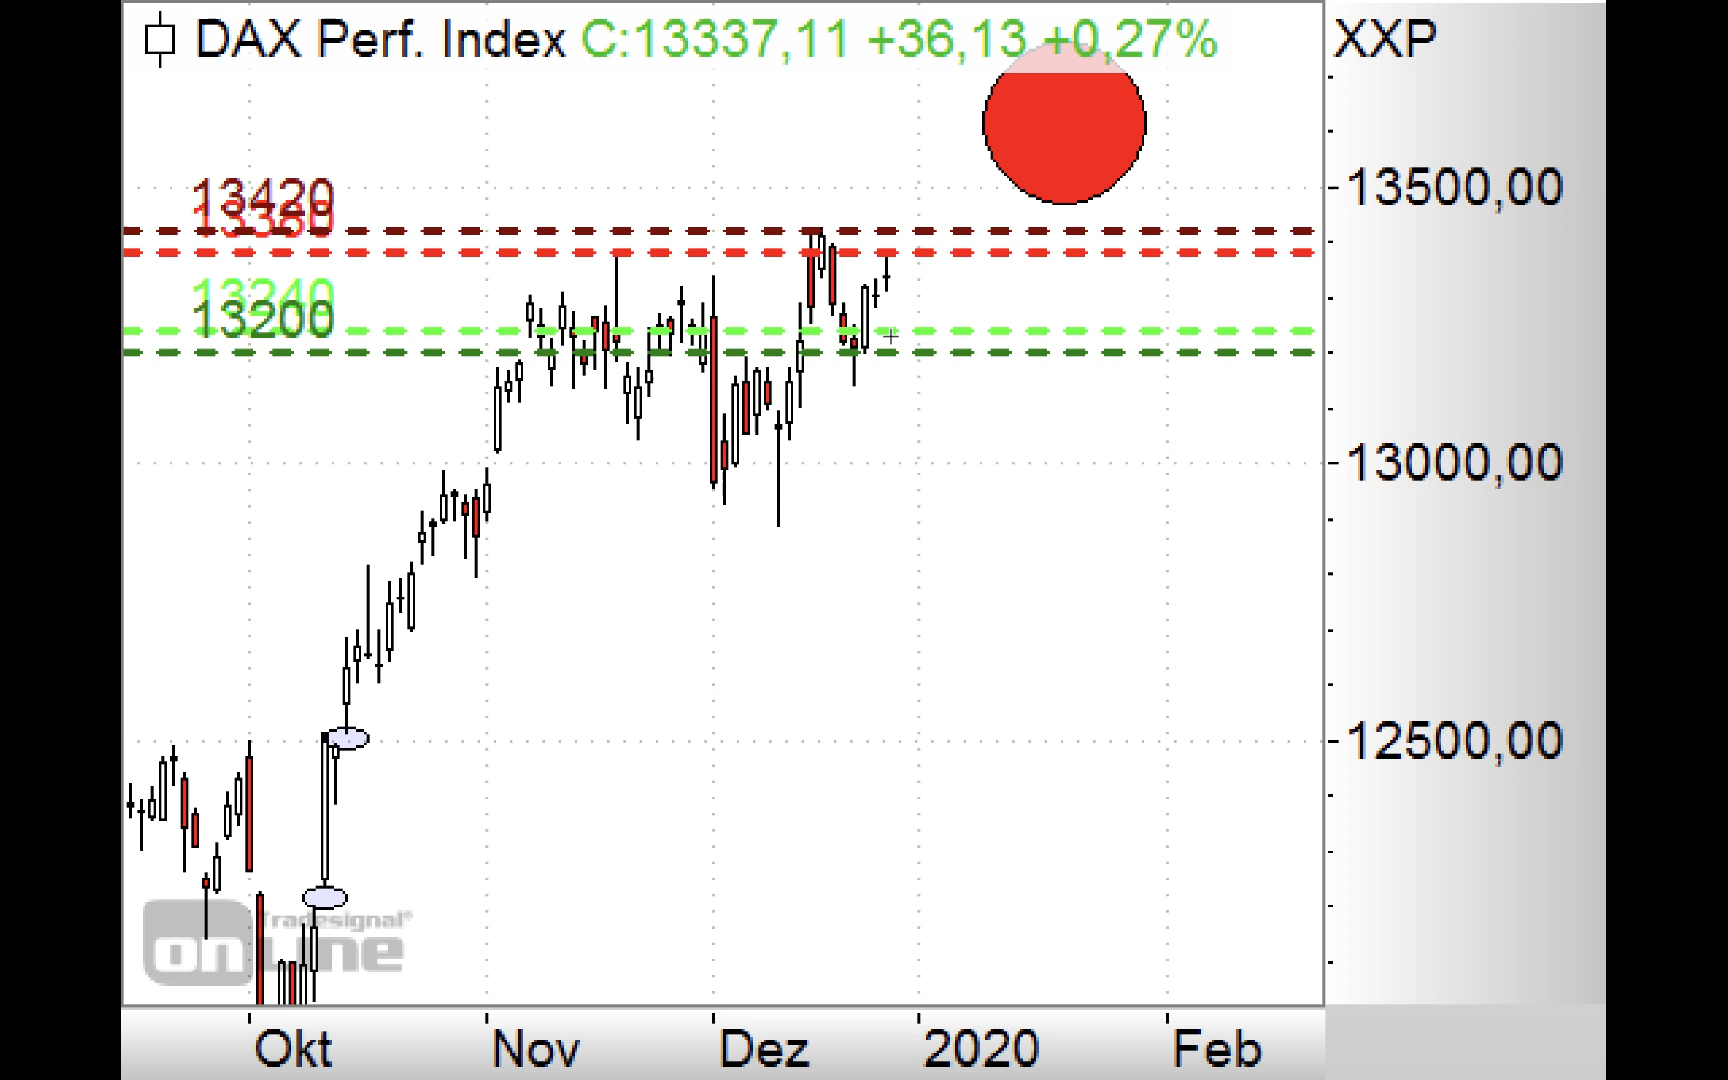 DAX Perf. Index C:13337,11 +36,13 +0,27%
XXP
13500,00
13420
13380
13240
13200
13000,00
12500,00
Tradesignal®
online
Okt Nov Dez 2020 Feb